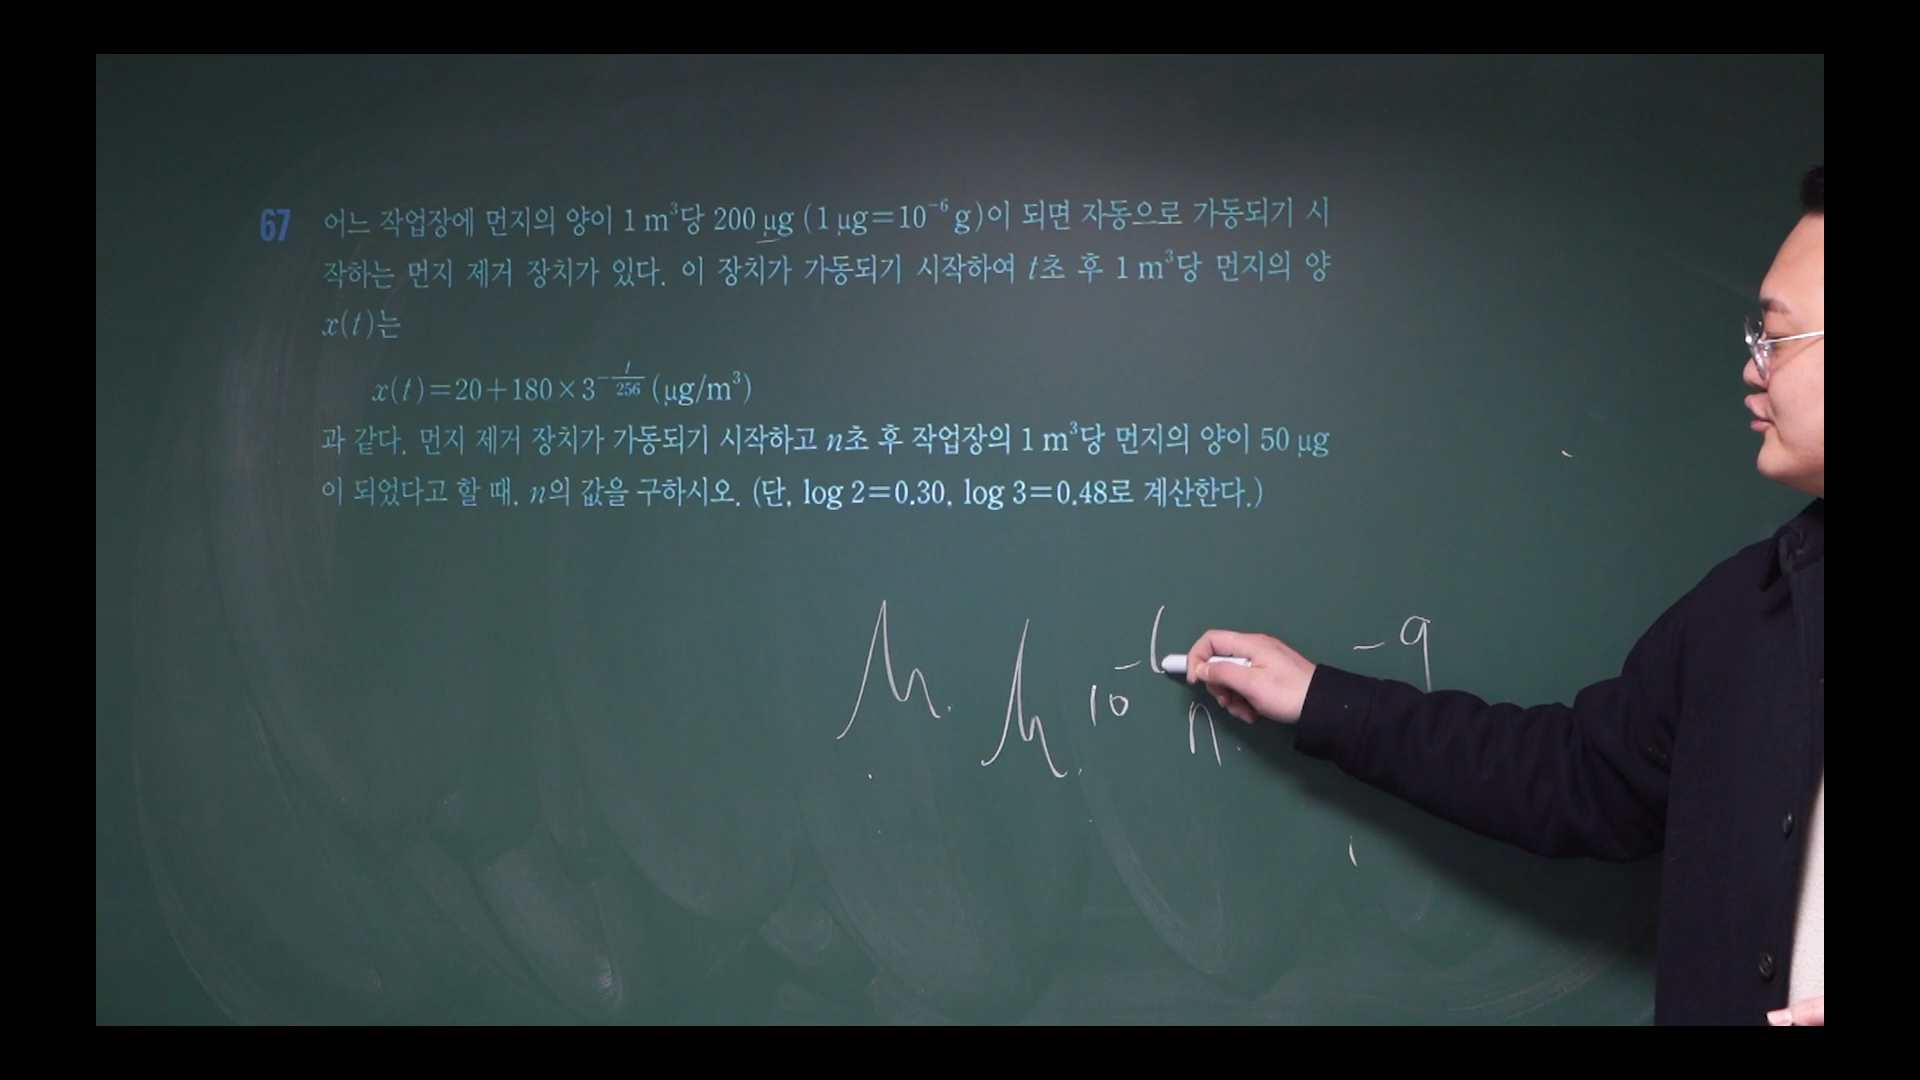 67 어느 작업장에 먼지의 양이 1 m³당 200 μg (1 μg=10⁻⁶ g)이 되면 자동으로 가동되기 시
작하는 먼지 제거 장치가 있다. 이 장치가 가동되기 시작하여 t초 후 1 m³당 먼지의 양
x(t)는
x(t)=20+180×3^(-t/256) (μg/m³)
과 같다. 먼지 제거 장치가 가동되기 시작하고 n초 후 작업장의 1 m³당 먼지의 양이 50 μg
이 되었다고 할 때, n의 값을 구하시오. (단, log 2=0.30, log 3=0.48로 계산한다.)
μ. μ. 10⁻⁶ -9
n.